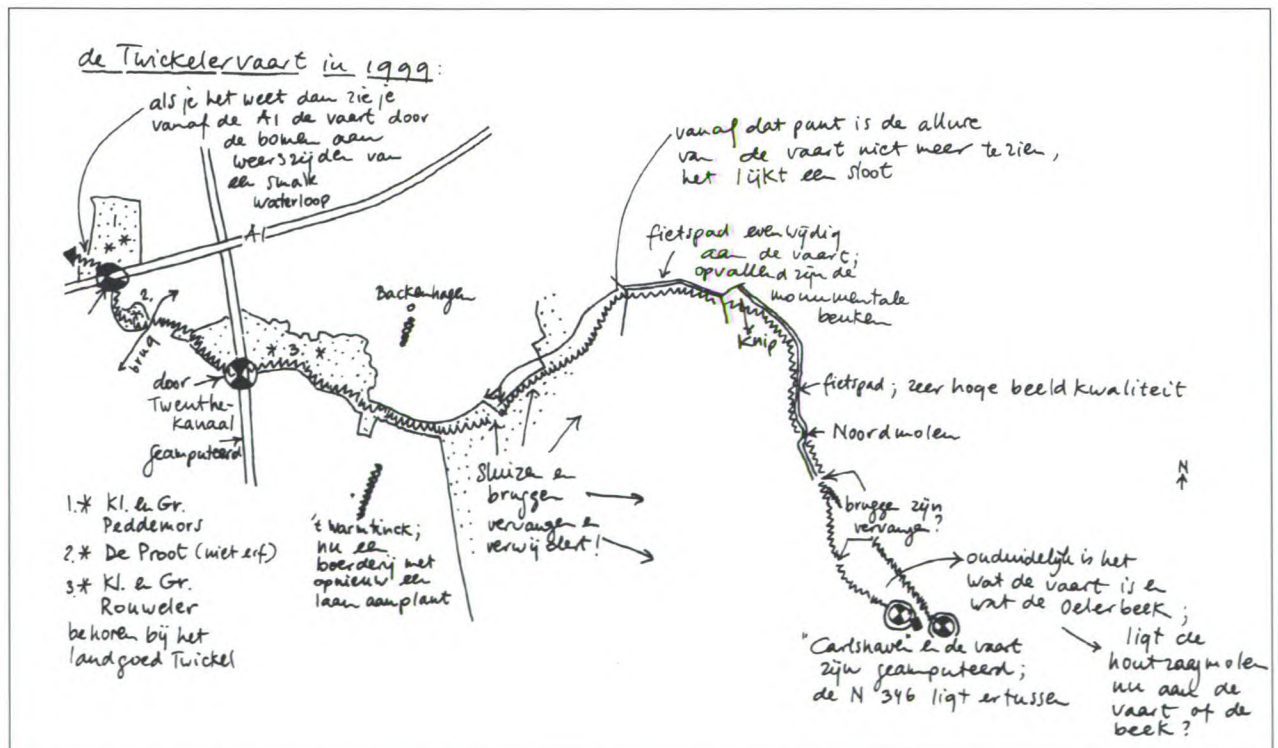 de Twickelervaart in 1999:
als je het weet dan zie je
vanaf de A1 de vaart door
de bomen aan
weerszijden van
een smalle
waterloop
A1
1.
2.
brug
* 3. *
door
Twenthe-
kanaal
geamputeerd
Backenhagen
vanaf dat punt is de allure
van de vaart niet meer te zien,
het lijkt een sloot
fietspad evenwijdig
aan de vaart;
opvallend zijn de
monumentale
beuken
Knip
fietspad; zeer hoge beeldkwaliteit
Noordmolen
N
bruggen zijn
vervangen?
onduidelijk is het
wat de vaart is en
wat de Oelerbeek;
ligt de
houtzaagmolen
nu aan de
vaart of de
beek?
"Carlshaven" en de vaart
zijn geamputeerd;
de N 346 ligt ertussen
Sluizen en
bruggen
vervangen en
verwijderd!
't Warmtinck;
nu een
boerderij met
opnieuw een
laan aanplant
1.* Kl. en Gr.
Peddemors
2.* De Proot (niet erf)
3.* Kl. en Gr.
Rouweler
behoren bij het
landgoed Twickel